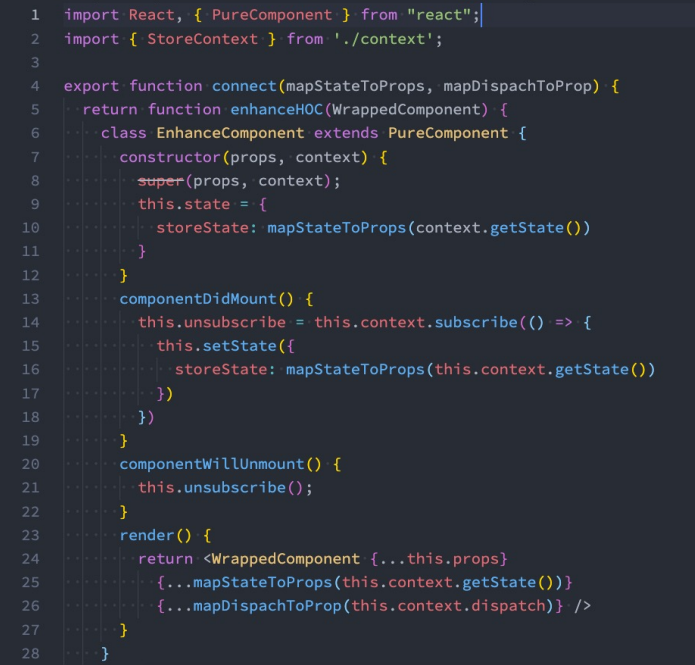 1 import React, { PureComponent } from "react";
2 import { StoreContext } from './context';
3
4 export function connect(mapStateToProps, mapDispachToProp) {
5   return function enhanceHOC(WrappedComponent) {
6     class EnhanceComponent extends PureComponent {
7       constructor(props, context) {
8         super(props, context);
9         this.state = {
10           storeState: mapStateToProps(context.getState())
11         }
12       }
13       componentDidMount() {
14         this.unsubscribe = this.context.subscribe(() => {
15           this.setState({
16             storeState: mapStateToProps(this.context.getState())
17           })
18         })
19       }
20       componentWillUnmount() {
21         this.unsubscribe();
22       }
23       render() {
24         return <WrappedComponent {...this.props}
25           {...mapStateToProps(this.context.getState())}
26           {...mapDispachToProp(this.context.dispatch)} />
27       }
28     }